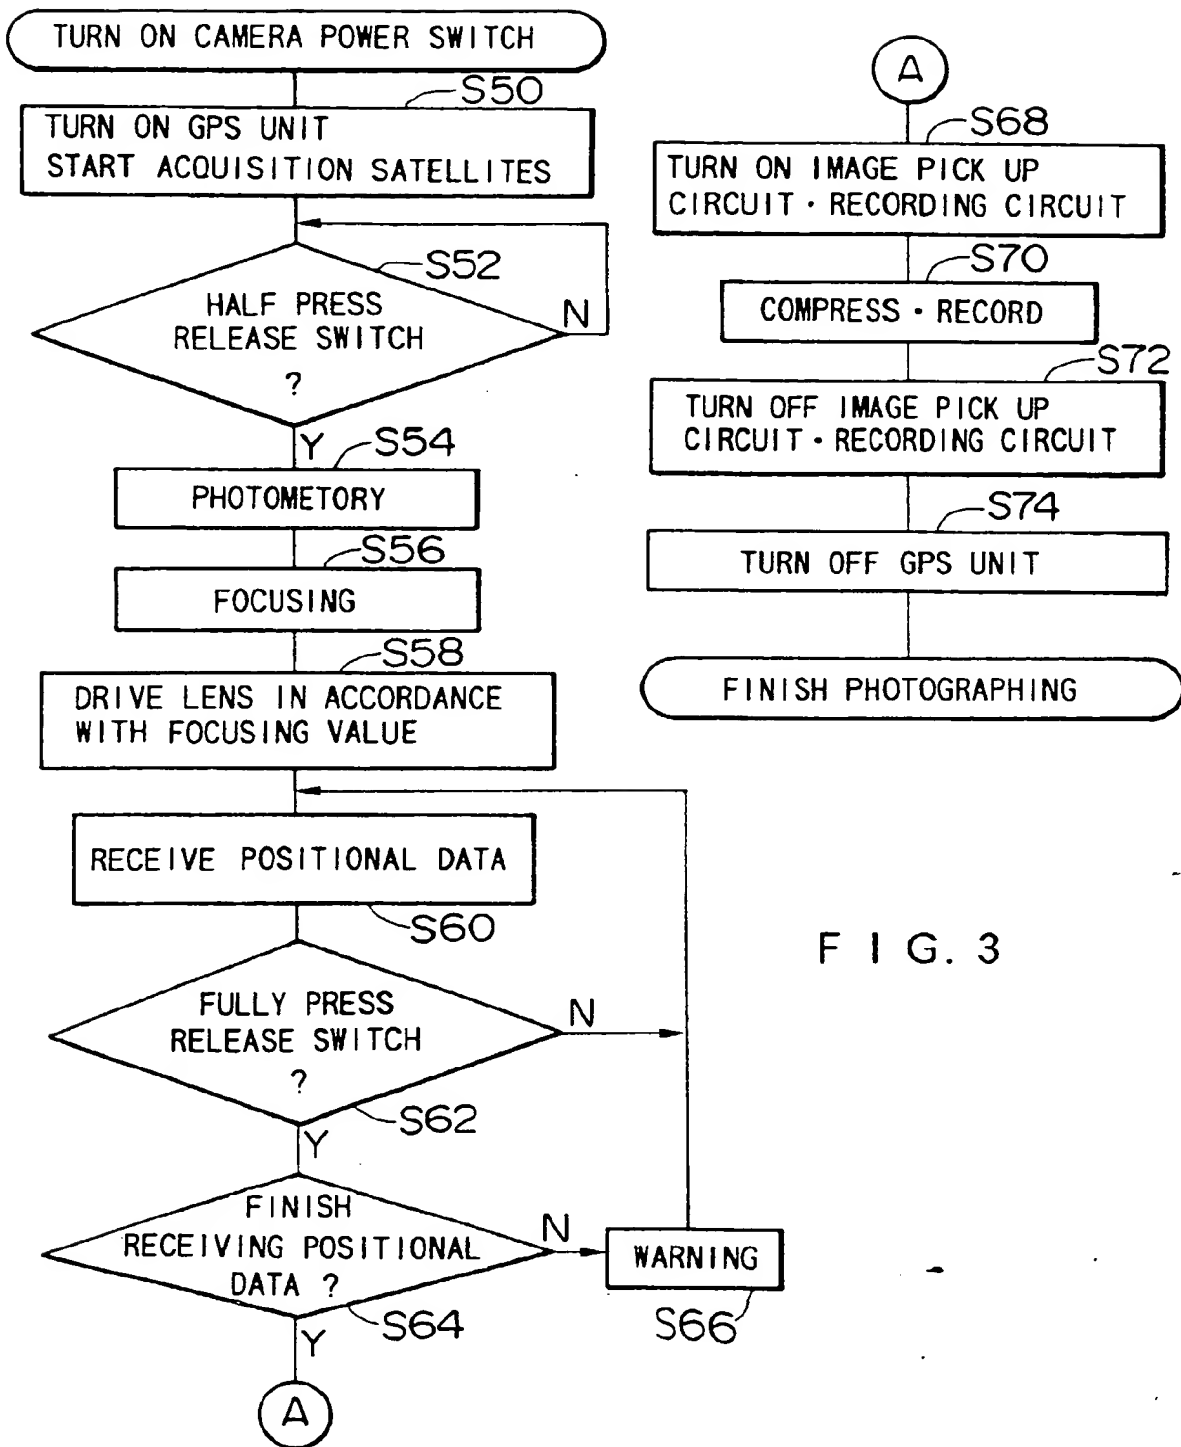 TURN ON CAMERA POWER SWITCH
S50
TURN ON GPS UNIT
START ACQUISITION SATELLITES
S52
HALF PRESS
RELEASE SWITCH
?
N
Y
S54
PHOTOMETORY
S56
FOCUSING
S58
DRIVE LENS IN ACCORDANCE
WITH FOCUSING VALUE
RECEIVE POSITIONAL DATA
S60
FULLY PRESS
RELEASE SWITCH
?
N
S62
Y
FINISH
RECEIVING POSITIONAL
DATA ?
N
WARNING
S66
S64
Y
A
A
S68
TURN ON IMAGE PICK UP
CIRCUIT · RECORDING CIRCUIT
S70
COMPRESS · RECORD
S72
TURN OFF IMAGE PICK UP
CIRCUIT · RECORDING CIRCUIT
S74
TURN OFF GPS UNIT
FINISH PHOTOGRAPHING
FIG. 3